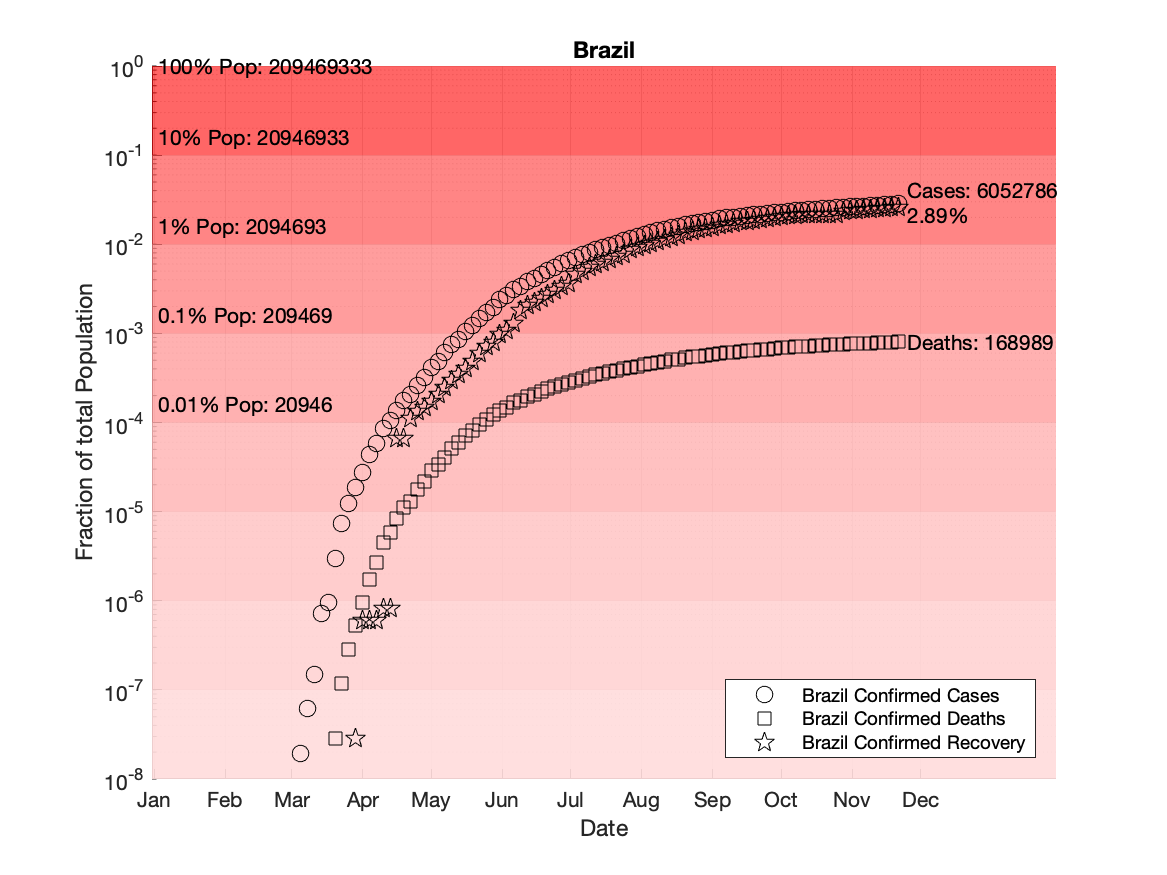 Brazil
10^0
100% Pop: 209469333
10% Pop: 20946933
10^-1
Cases: 6052786
2.89%
1% Pop: 2094693
10^-2
0.1% Pop: 209469
10^-3
Deaths: 168989
0.01% Pop: 20946
10^-4
10^-5
10^-6
10^-7
10^-8
Fraction of total Population
Brazil Confirmed Cases
Brazil Confirmed Deaths
Brazil Confirmed Recovery
Jan Feb Mar Apr May Jun Jul Aug Sep Oct Nov Dec
Date